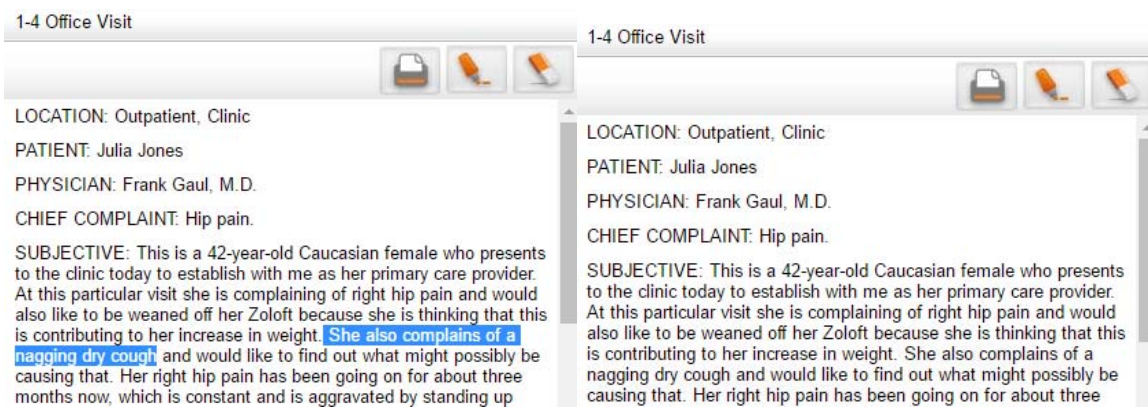 1-4 Office Visit
LOCATION: Outpatient, Clinic
PATIENT: Julia Jones
PHYSICIAN: Frank Gaul, M.D.
CHIEF COMPLAINT: Hip pain.
SUBJECTIVE: This is a 42-year-old Caucasian female who presents
to the clinic today to establish with me as her primary care provider.
At this particular visit she is complaining of right hip pain and would
also like to be weaned off her Zoloft because she is thinking that this
is contributing to her increase in weight. She also complains of a
nagging dry cough and would like to find out what might possibly be
causing that. Her right hip pain has been going on for about three
months now, which is constant and is aggravated by standing up
1-4 Office Visit
LOCATION: Outpatient, Clinic
PATIENT: Julia Jones
PHYSICIAN: Frank Gaul, M.D.
CHIEF COMPLAINT: Hip pain.
SUBJECTIVE: This is a 42-year-old Caucasian female who presents
to the clinic today to establish with me as her primary care provider.
At this particular visit she is complaining of right hip pain and would
also like to be weaned off her Zoloft because she is thinking that this
is contributing to her increase in weight. She also complains of a
nagging dry cough and would like to find out what might possibly be
causing that. Her right hip pain has been going on for about three